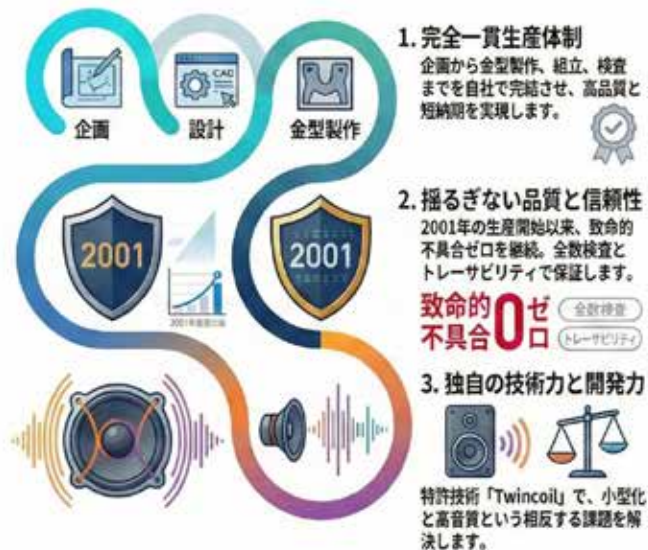 企画
CAD
設計
金型製作
2001
2001
1. 完全一貫生産体制
企画から金型製作、組立、検査
までを自社で完結させ、高品質と
短納期を実現します。
2. 揺るぎない品質と信頼性
2001年の生産開始以来、致命的
不具合ゼロを継続。全数検査と
トレーサビリティで保証します。
致命的
不具合
0
ゼロ
全数検査
トレーサビリティ
3. 独自の技術力と開発力
特許技術「Twincoil」で、小型化
と高音質という相反する課題を解
決します。